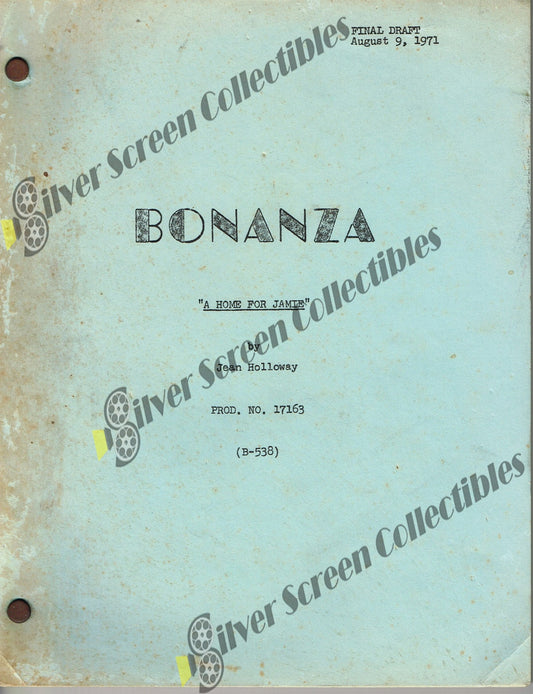 FINAL DRAFT
August 9, 1971
Silver Screen Collectibles
BONANZA
Silver Screen Collectibles
"A HOME FOR JAMIE"
by
Jean Holloway
PROD. NO. 17163
(B-538)
Silver Screen Collectibles